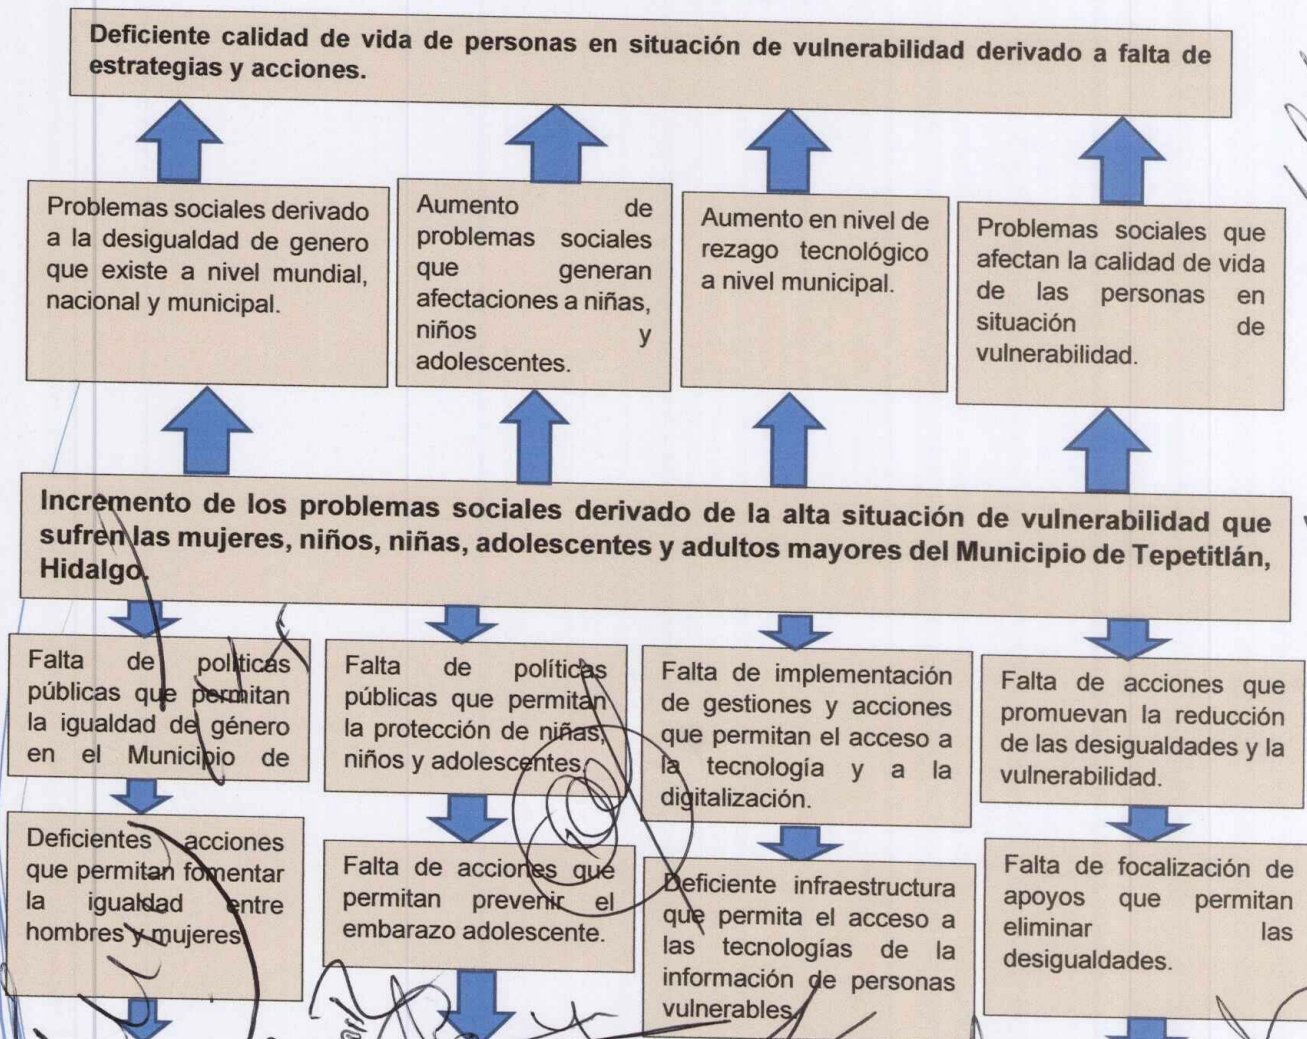 Deficiente calidad de vida de personas en situación de vulnerabilidad derivado a falta de
estrategias y acciones.
Problemas sociales derivado
a la desigualdad de genero
que existe a nivel mundial,
nacional y municipal.
Aumento de
problemas sociales
que generan
afectaciones a niñas,
niños y
adolescentes.
Aumento en nivel de
rezago tecnológico
a nivel municipal.
Problemas sociales que
afectan la calidad de vida
de las personas en
situación de
vulnerabilidad.
Incremento de los problemas sociales derivado de la alta situación de vulnerabilidad que
sufren las mujeres, niños, niñas, adolescentes y adultos mayores del Municipio de Tepetitlán,
Hidalgo.
Falta de políticas
públicas que permitan
la igualdad de género
en el Municipio de
Falta de políticas
públicas que permitan
la protección de niñas,
niños y adolescentes.
Falta de implementación
de gestiones y acciones
que permitan el acceso a
la tecnología y a la
digitalización.
Falta de acciones que
promuevan la reducción
de las desigualdades y la
vulnerabilidad.
Deficientes acciones
que permitan fomentar
la igualdad entre
hombres y mujeres.
Falta de acciones que
permitan prevenir el
embarazo adolescente.
Deficiente infraestructura
que permita el acceso a
las tecnologías de la
información de personas
vulnerables.
Falta de focalización de
apoyos que permitan
eliminar las
desigualdades.